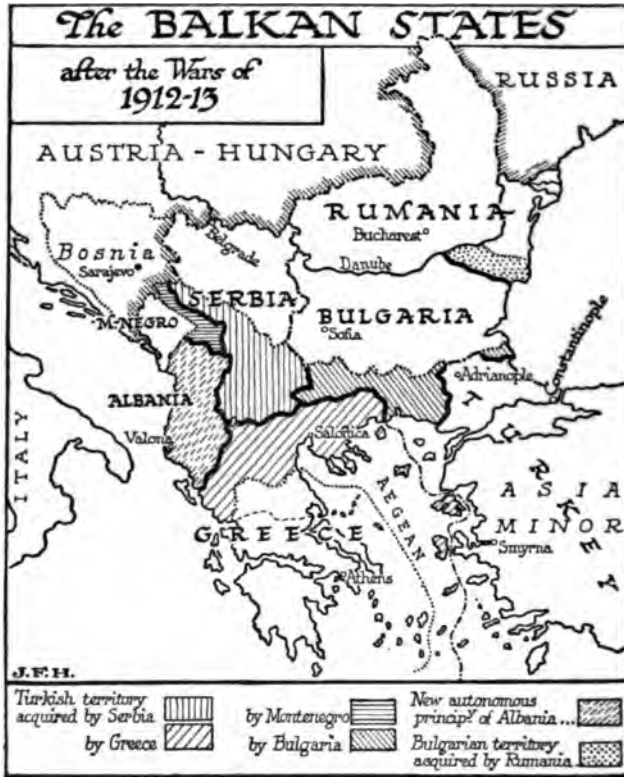 The BALKAN STATES
after the Wars of
1912-13
RUSSIA
AUSTRIA-HUNGARY
RUMANIA
Bucharest
Belgrade
Danube
Bosnia
Sarajevo
SERBIA
M-NEGRO
BULGARIA
Sofia
Constantinople
Adrianople
ALBANIA
Valona
Salonica
TURKEY
ITALY
AEGEAN
ASIA
MINOR
GREECE
Smyrna
Athens
J.F.H.
Turkish territory
acquired by Serbia
by Greece
by Montenegro
by Bulgaria
New autonomous
princip.y of Albania ...
Bulgarian territory
acquired by Rumania